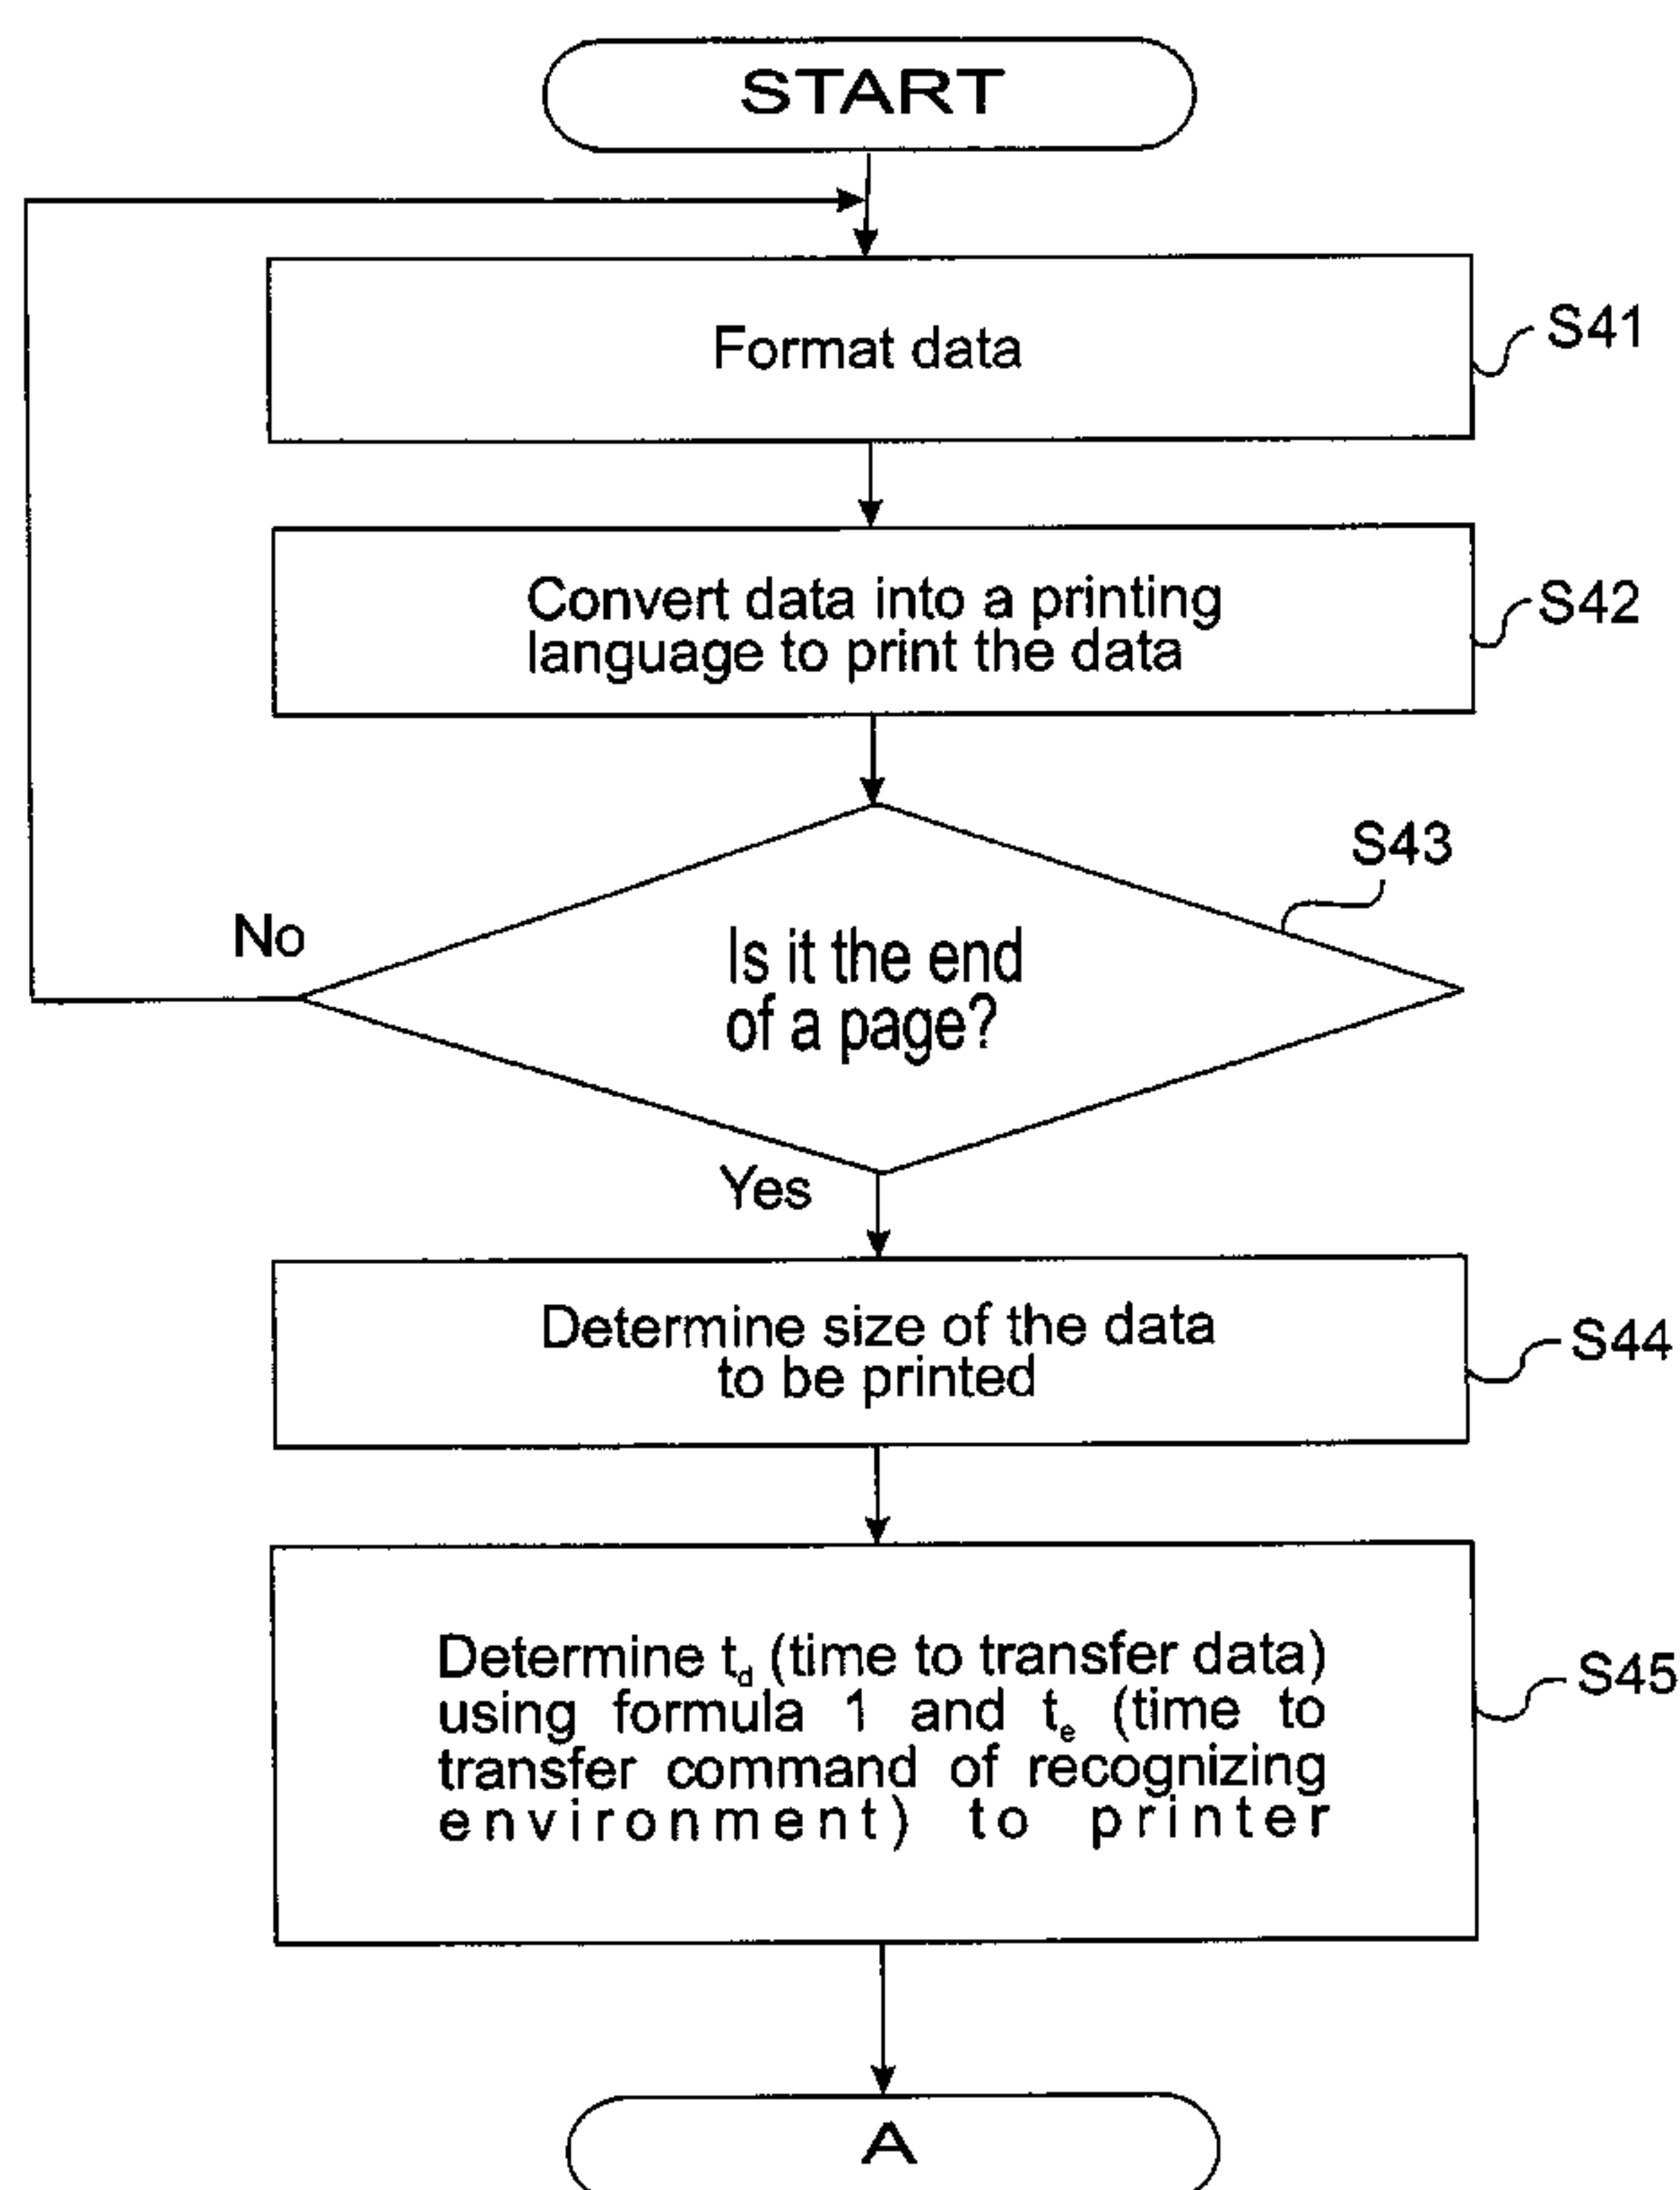 START
Format data
S41
Convert data into a printing
language to print the data
S42
S43
No
Is it the end
of a page?
Yes
Determine size of the data
to be printed
S44
Determine t_d (time to transfer data)
using formula 1 and t_e (time to
transfer command of recognizing
environment) to printer
S45
A